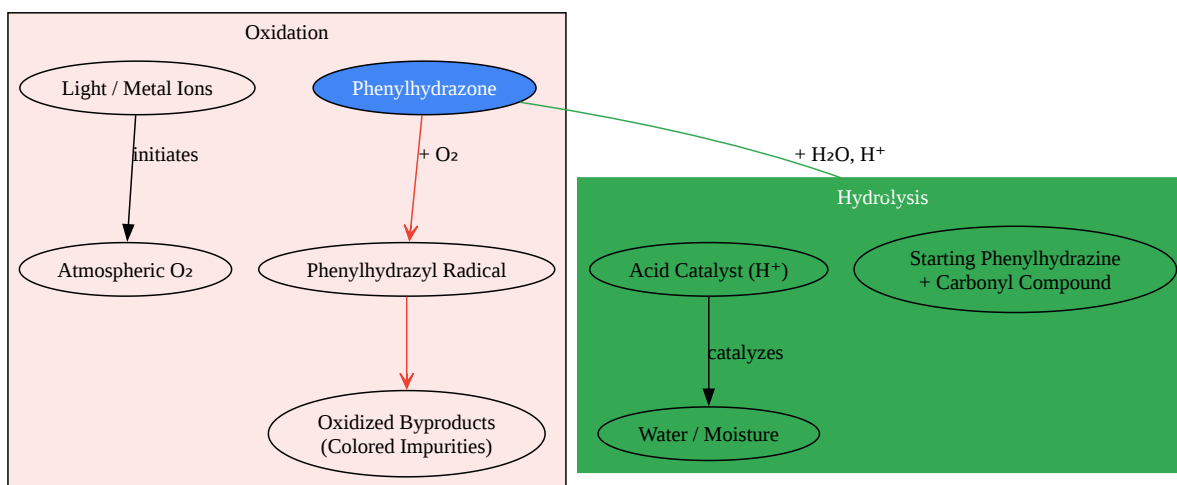 Oxidation
Light / Metal Ions
Phenylhydrazone
initiates
+ O₂
+ H₂O, H⁺
Hydrolysis
Atmospheric O₂
Phenylhydrazyl Radical
Acid Catalyst (H⁺)
Starting Phenylhydrazine
+ Carbonyl Compound
catalyzes
Oxidized Byproducts
(Colored Impurities)
Water / Moisture